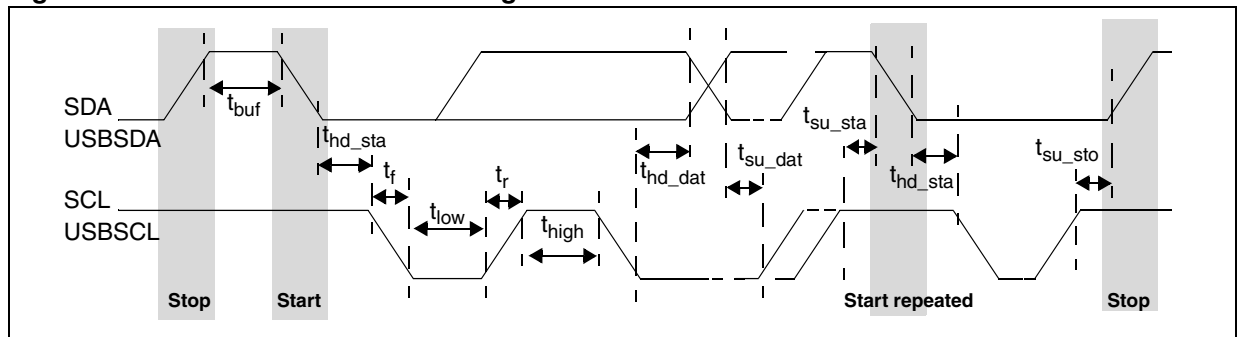 SDA
USBSDA
t_buf
t_hd_sta
t_f
t_low
t_r
t_high
t_hd_dat
t_su_dat
t_su_sta
t_hd_sta
t_su_sto
SCL
USBSCL
Stop
Start
Start repeated
Stop